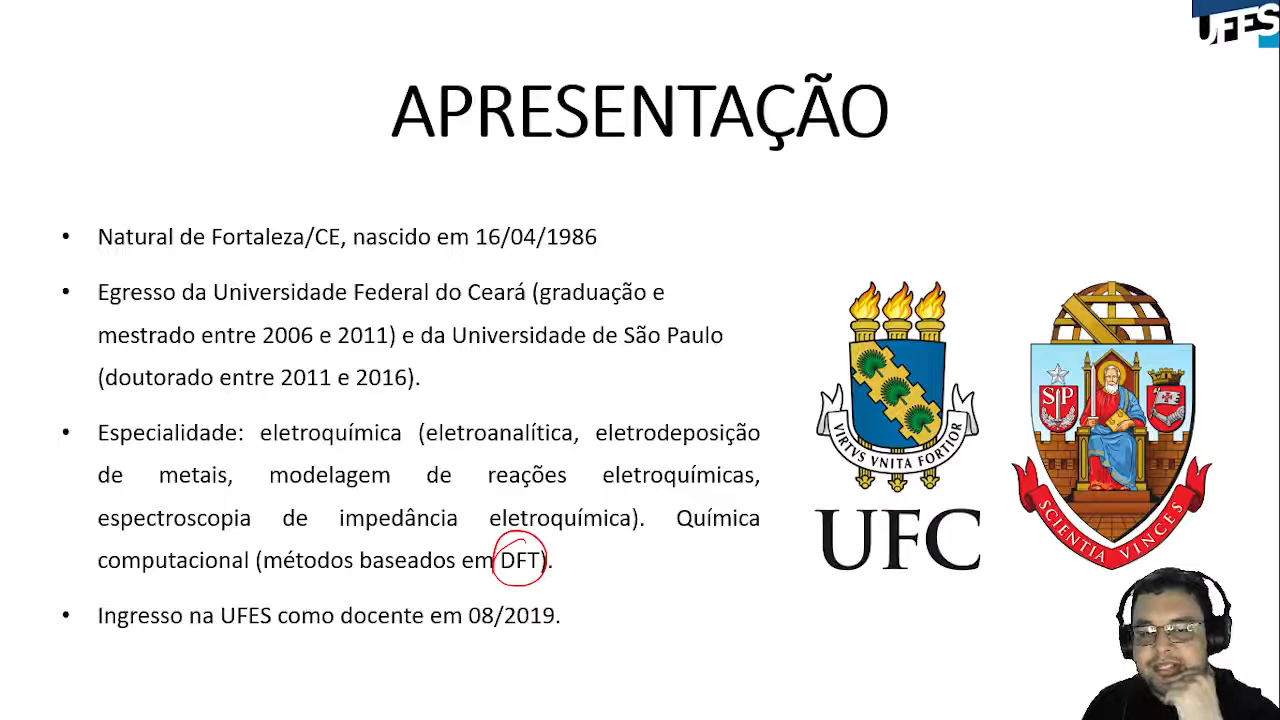 UFES
APRESENTAÇÃO
• Natural de Fortaleza/CE, nascido em 16/04/1986
• Egresso da Universidade Federal do Ceará (graduação e
mestrado entre 2006 e 2011) e da Universidade de São Paulo
(doutorado entre 2011 e 2016).
• Especialidade: eletroquímica (eletroanalítica, eletrodeposição
de metais, modelagem de reações eletroquímicas,
espectroscopia de impedância eletroquímica). Química
computacional (métodos baseados em DFT).
• Ingresso na UFES como docente em 08/2019.
VIRTVS VNITA FORTIOR
UFC
SP
SCIENTIA VINCES